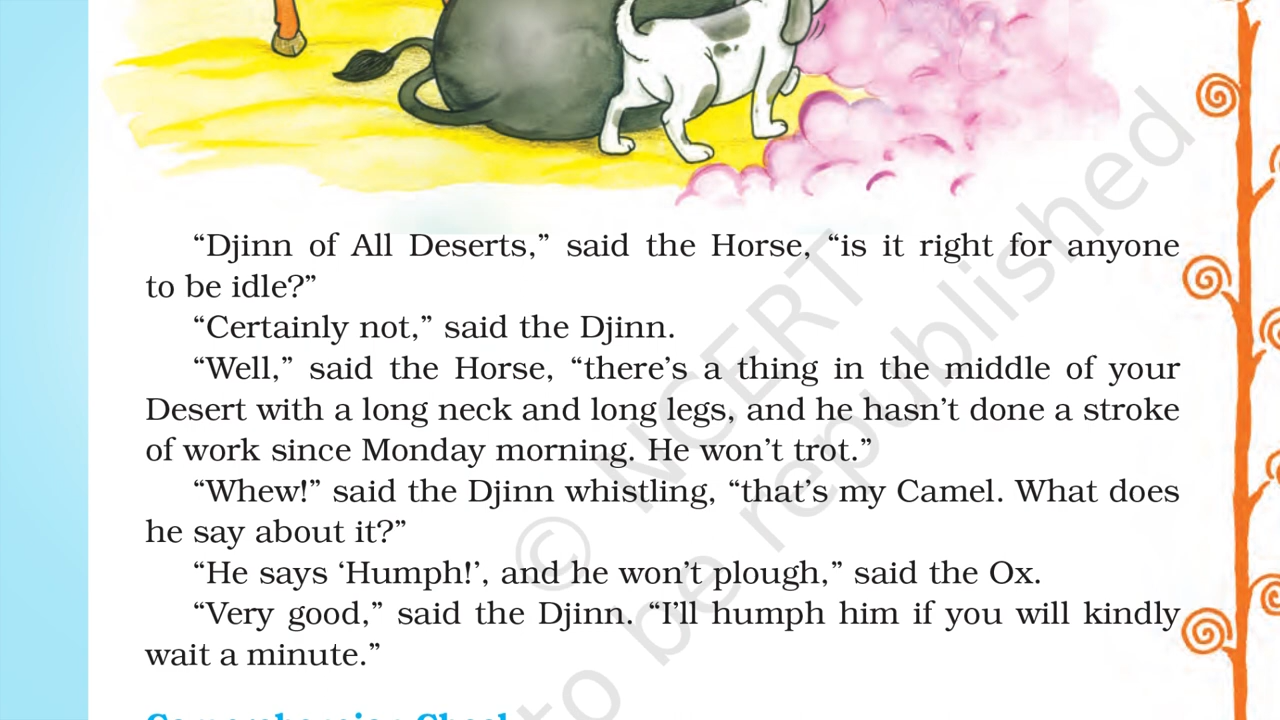 “Djinn of All Deserts,” said the Horse, “is it right for anyone
to be idle?”
“Certainly not,” said the Djinn.
“Well,” said the Horse, “there’s a thing in the middle of your
Desert with a long neck and long legs, and he hasn’t done a stroke
of work since Monday morning. He won’t trot.”
“Whew!” said the Djinn whistling, “that’s my Camel. What does
he say about it?”
“He says ‘Humph!’, and he won’t plough,” said the Ox.
“Very good,” said the Djinn. “I’ll humph him if you will kindly
wait a minute.”
© NCERT
to be republished